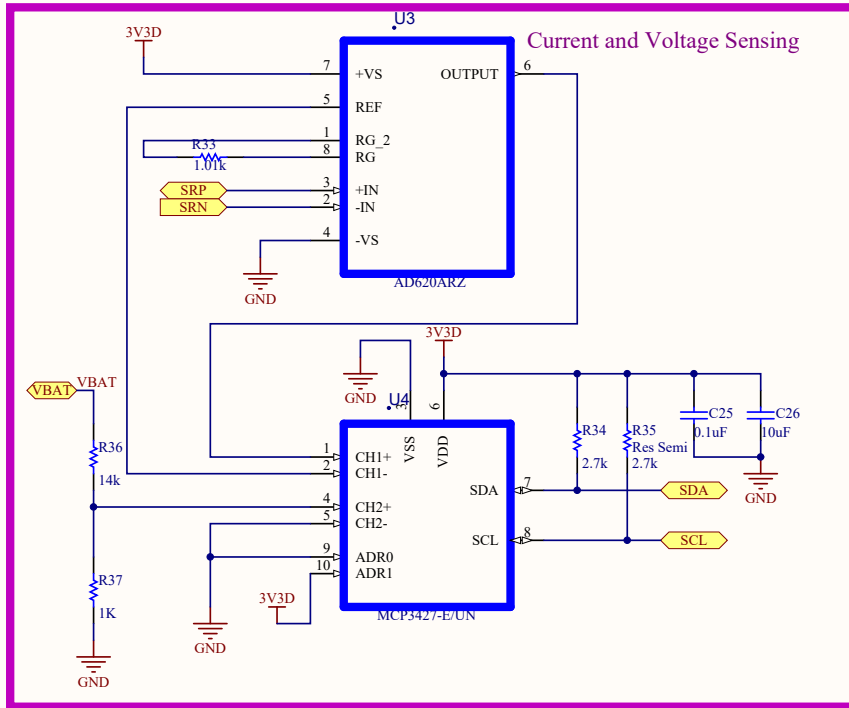 U3
Current and Voltage Sensing
3V3D
7
+VS
OUTPUT
6
5
REF
1
RG_2
R33
8
RG
1.01k
3
+IN
SRP
2
-IN
SRN
4
-VS
GND
AD620ARZ
3V3D
VBAT
VBAT
GND
U4
3
VSS
6
VDD
R34
2.7k
R35
Res Semi
2.7k
C25
0.1uF
C26
10uF
GND
R36
14k
1
CH1+
2
CH1-
4
CH2+
5
CH2-
9
ADR0
10
ADR1
SDA
7
SDA
SCL
8
SCL
R37
1K
3V3D
MCP3427-E/UN
GND
GND